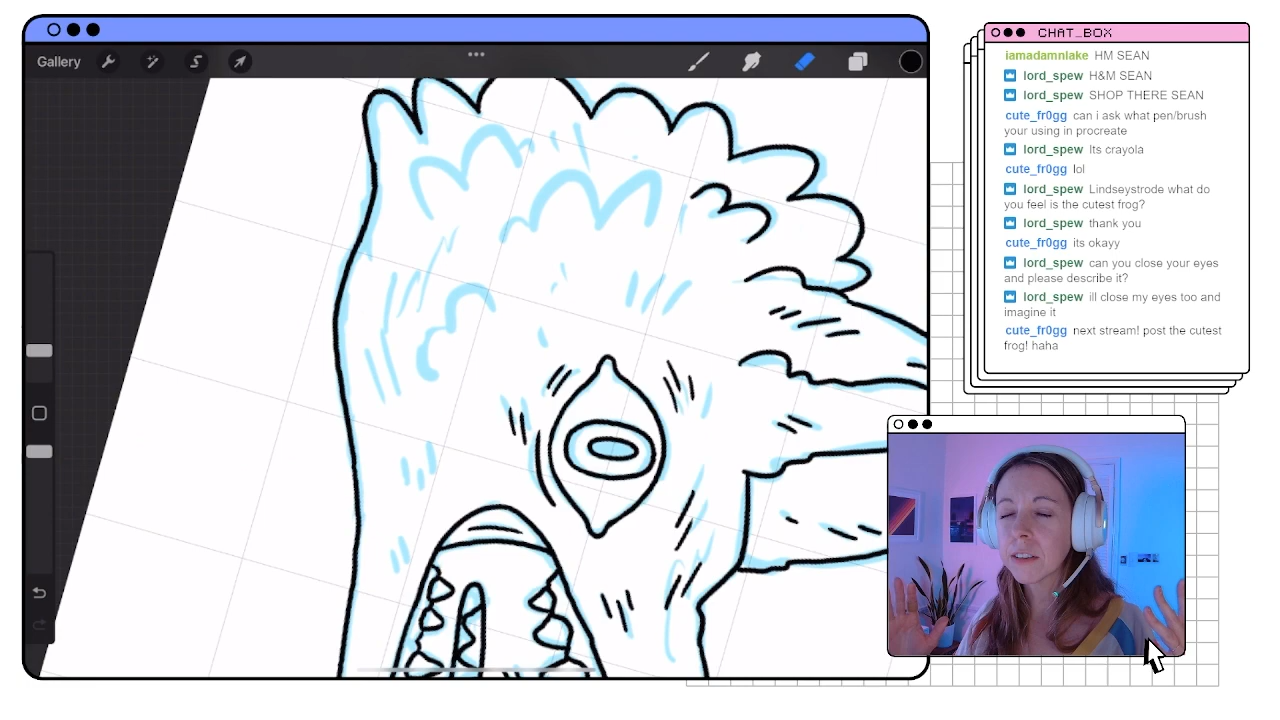 Gallery
CHAT_BOX
iamadamnlake HM SEAN
lord_spew H&M SEAN
lord_spew SHOP THERE SEAN
cute_fr0gg can i ask what pen/brush
your using in procreate
lord_spew Its crayola
cute_fr0gg lol
lord_spew Lindseystrode what do
you feel is the cutest frog?
lord_spew thank you
cute_fr0gg its okayy
lord_spew can you close your eyes
and please describe it?
lord_spew ill close my eyes too and
imagine it
cute_fr0gg next stream! post the cutest
frog! haha